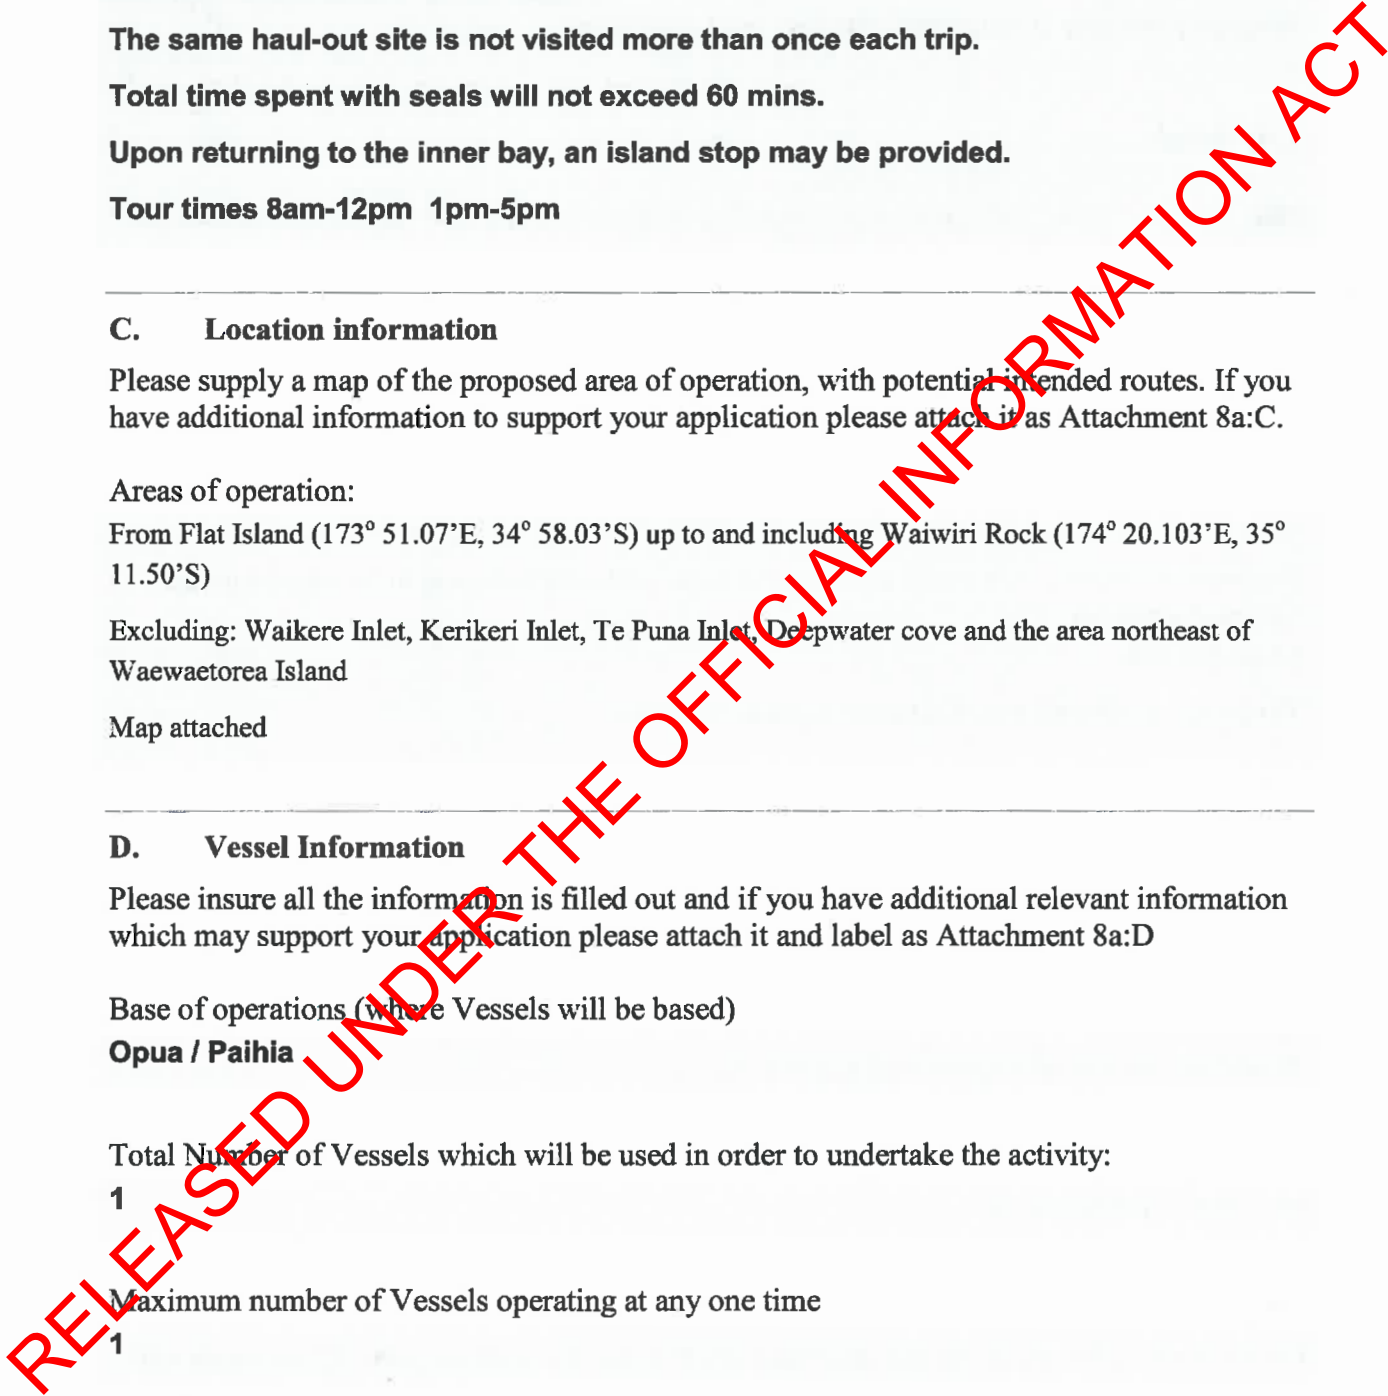 The same haul-out site is not visited more than once each trip.
Total time spent with seals will not exceed 60 mins.
Upon returning to the inner bay, an island stop may be provided.
Tour times 8am-12pm 1pm-5pm
C. Location information
Please supply a map of the proposed area of operation, with potential intended routes. If you
have additional information to support your application please attach it as Attachment 8a:C.
Areas of operation:
From Flat Island (173° 51.07’E, 34° 58.03’S) up to and including Waiwiri Rock (174° 20.103’E, 35°
11.50’S)
Excluding: Waikere Inlet, Kerikeri Inlet, Te Puna Inlet, Deepwater cove and the area northeast of
Waewaetorea Island
Map attached
D. Vessel Information
Please insure all the information is filled out and if you have additional relevant information
which may support your application please attach it and label as Attachment 8a:D
Base of operations (where Vessels will be based)
Opua / Paihia
Total Number of Vessels which will be used in order to undertake the activity:
1
Maximum number of Vessels operating at any one time
1
RELEASED UNDER THE OFFICIAL INFORMATION ACT